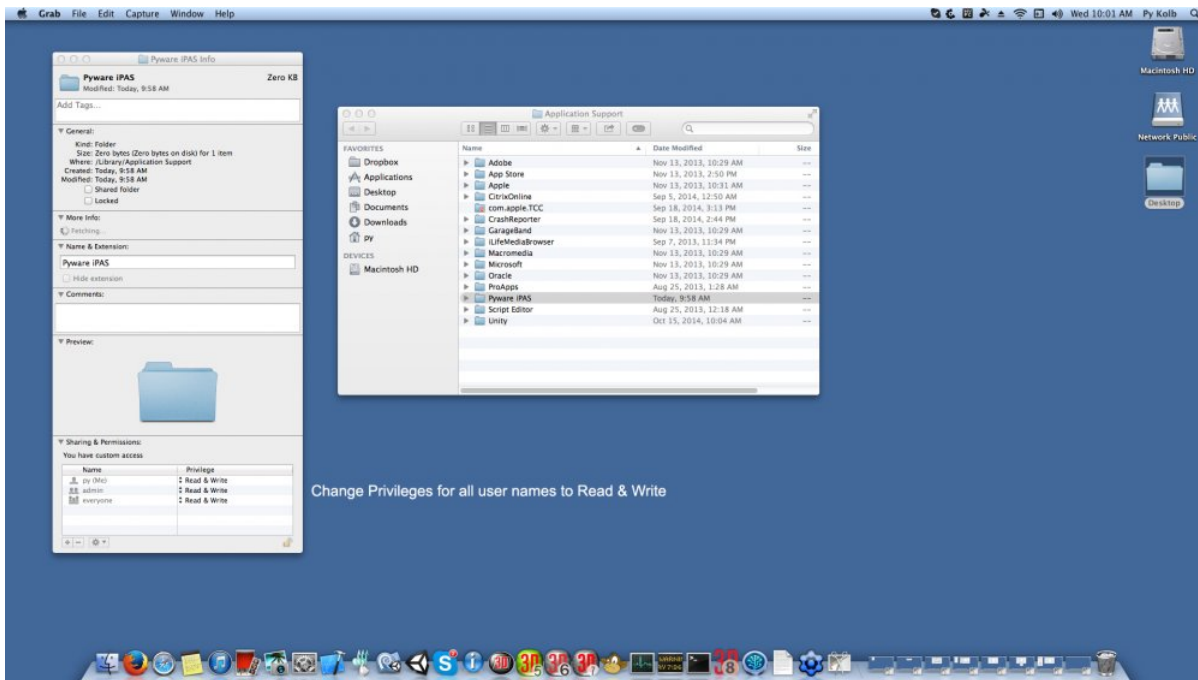 Grab File Edit Capture Window Help
Wed 10:01 AM Py Kolb
Pyware iPAS Info
Pyware iPAS Zero KB
Modified: Today, 9:58 AM
Add Tags...
General:
Kind: Folder
Size: Zero bytes (Zero bytes on disk) for 1 item
Where: /Library/Application Support
Created: Today, 9:58 AM
Modified: Today, 9:58 AM
Shared folder
Locked
More Info:
Fetching...
Name & Extension:
Pyware iPAS
Hide extension
Comments:
Preview:
Sharing & Permissions:
You have custom access
Name Privilege
py (Me) Read & Write
admin Read & Write
everyone Read & Write
Application Support
FAVORITES
Dropbox
Applications
Desktop
Documents
Downloads
py
DEVICES
Macintosh HD
Name Date Modified Size
Adobe Nov 13, 2013, 10:29 AM --
App Store Nov 13, 2013, 2:50 PM --
Apple Nov 13, 2013, 10:31 AM --
CitrixOnline Sep 5, 2014, 12:50 AM --
com.apple.TCC Sep 18, 2014, 3:13 PM --
CrashReporter Sep 18, 2014, 2:44 PM --
GarageBand Nov 13, 2013, 10:29 AM --
iLifeMediaBrowser Sep 7, 2013, 11:34 PM --
Macromedia Nov 13, 2013, 10:29 AM --
Microsoft Nov 13, 2013, 10:29 AM --
Oracle Nov 13, 2013, 10:29 AM --
ProApps Aug 25, 2013, 1:28 AM --
Pyware iPAS Today, 9:58 AM --
Script Editor Aug 25, 2013, 12:18 AM --
Unity Oct 15, 2014, 10:04 AM --
Change Privileges for all user names to Read & Write
Macintosh HD
Network Public
Desktop